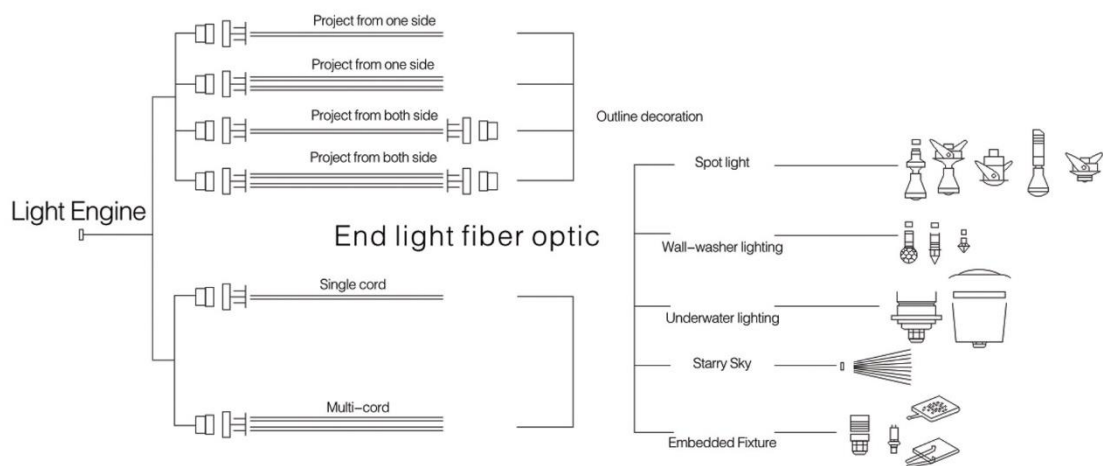 Project from one side
Project from one side
Project from both side
Project from both side
Outline decoration
Light Engine
End light fiber optic
Single cord
Multi-cord
Spot light
Wall-washer lighting
Underwater lighting
Starry Sky
Embedded Fixture